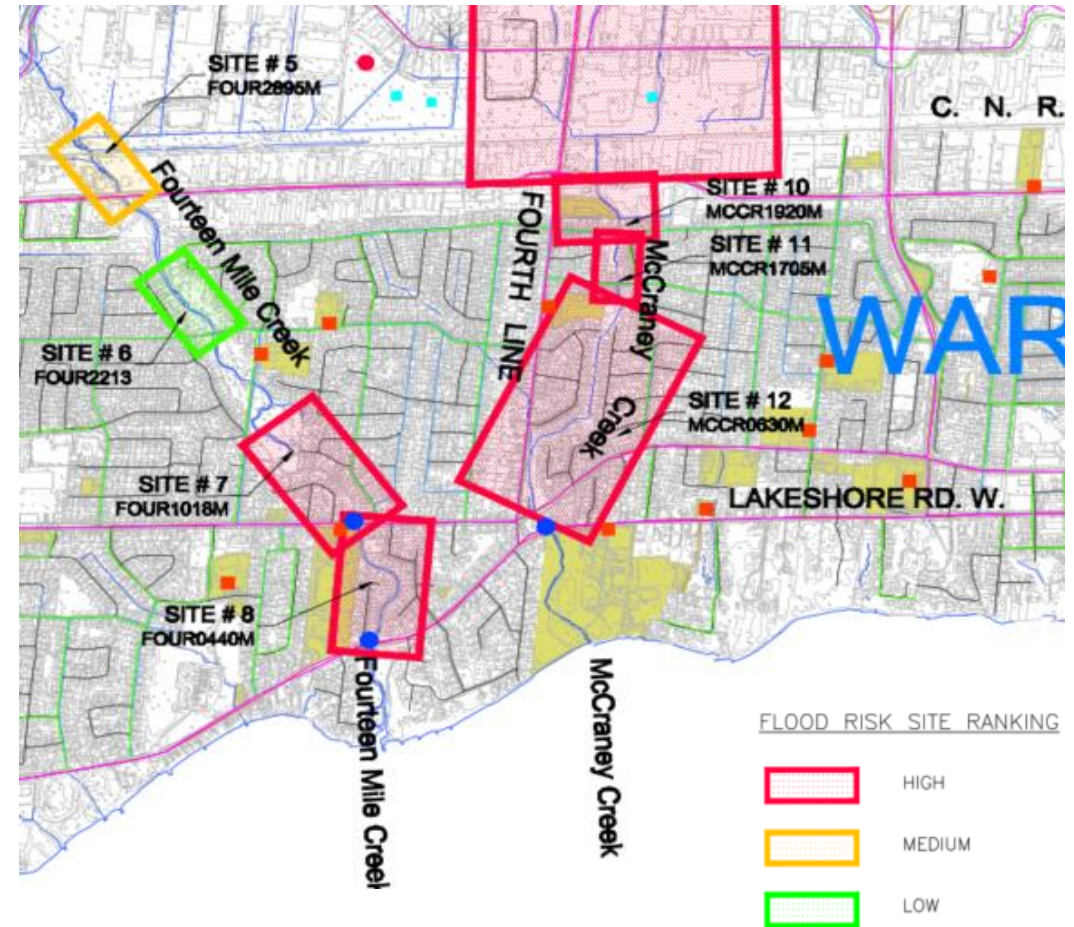 SITE # 5
FOUR2895M
C. N. R.
Fourteen Mile Creek
SITE # 10
MCCR1920M
FOURTH LINE
SITE # 11
MCCR1705M
McCraney
Creek
WAR
SITE # 6
FOUR2213
SITE # 12
MCCR0630M
SITE # 7
FOUR1018M
LAKESHORE RD. W.
SITE # 8
FOUR0440M
Fourteen Mile Creek
McCraney Creek
FLOOD RISK SITE RANKING
HIGH
MEDIUM
LOW